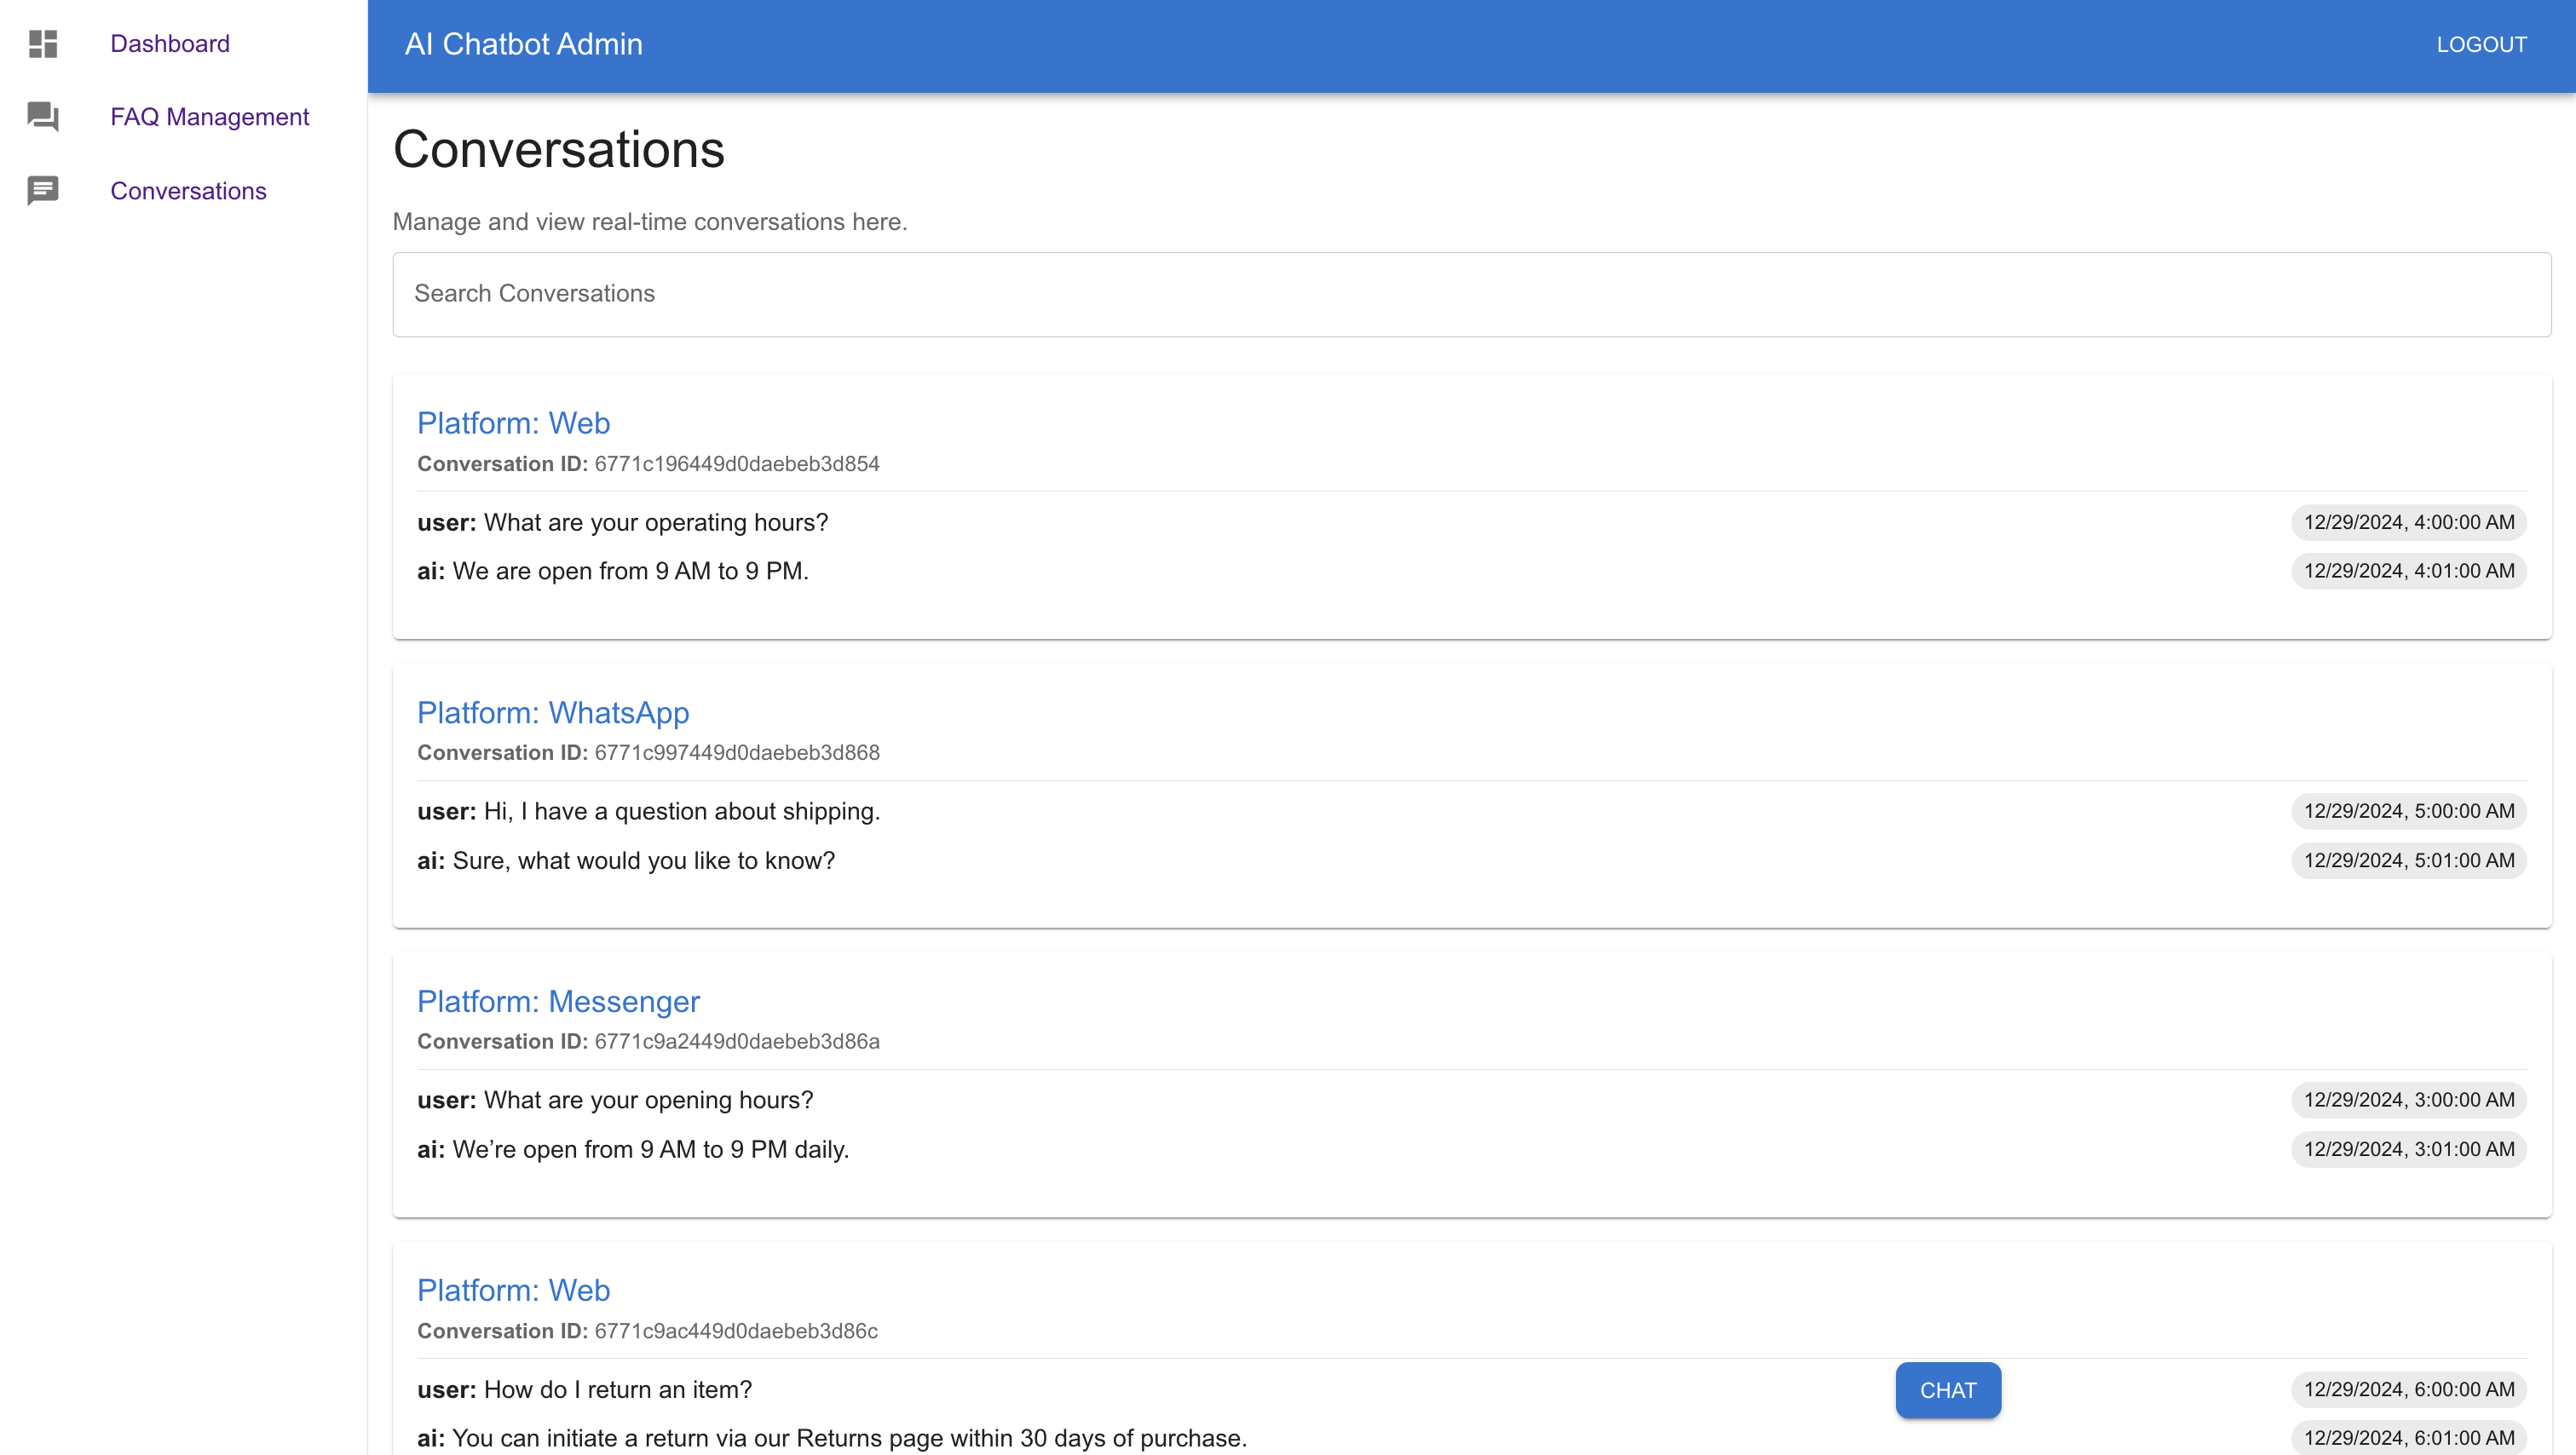 Dashboard
FAQ Management
Conversations
AI Chatbot Admin
LOGOUT
Conversations
Manage and view real-time conversations here.
Search Conversations
Platform: Web
Conversation ID: 6771c196449d0daebeb3d854
user: What are your operating hours?
12/29/2024, 4:00:00 AM
ai: We are open from 9 AM to 9 PM.
12/29/2024, 4:01:00 AM
Platform: WhatsApp
Conversation ID: 6771c997449d0daebeb3d868
user: Hi, I have a question about shipping.
12/29/2024, 5:00:00 AM
ai: Sure, what would you like to know?
12/29/2024, 5:01:00 AM
Platform: Messenger
Conversation ID: 6771c9a2449d0daebeb3d86a
user: What are your opening hours?
12/29/2024, 3:00:00 AM
ai: We’re open from 9 AM to 9 PM daily.
12/29/2024, 3:01:00 AM
Platform: Web
Conversation ID: 6771c9ac449d0daebeb3d86c
user: How do I return an item?
CHAT
12/29/2024, 6:00:00 AM
ai: You can initiate a return via our Returns page within 30 days of purchase.
12/29/2024, 6:01:00 AM